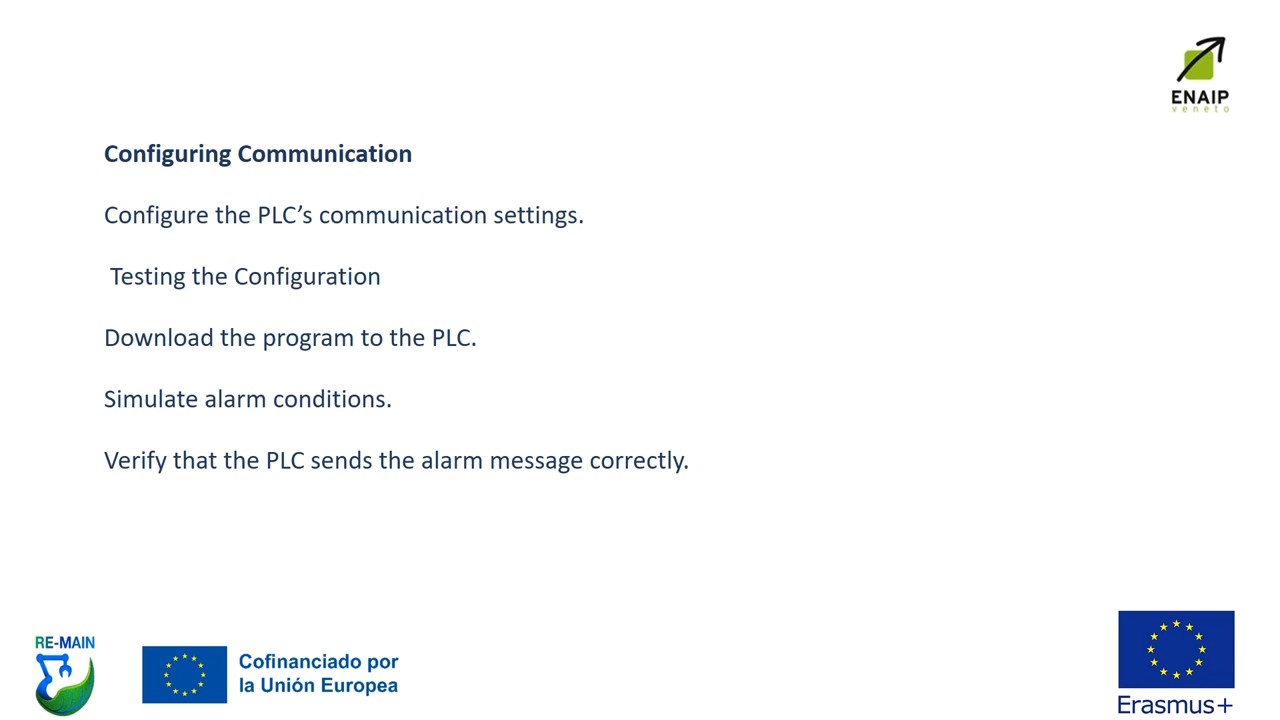 ENAIP
veneto
Configuring Communication
Configure the PLC’s communication settings.
Testing the Configuration
Download the program to the PLC.
Simulate alarm conditions.
Verify that the PLC sends the alarm message correctly.
RE-MAIN
Cofinanciado por
la Unión Europea
Erasmus+